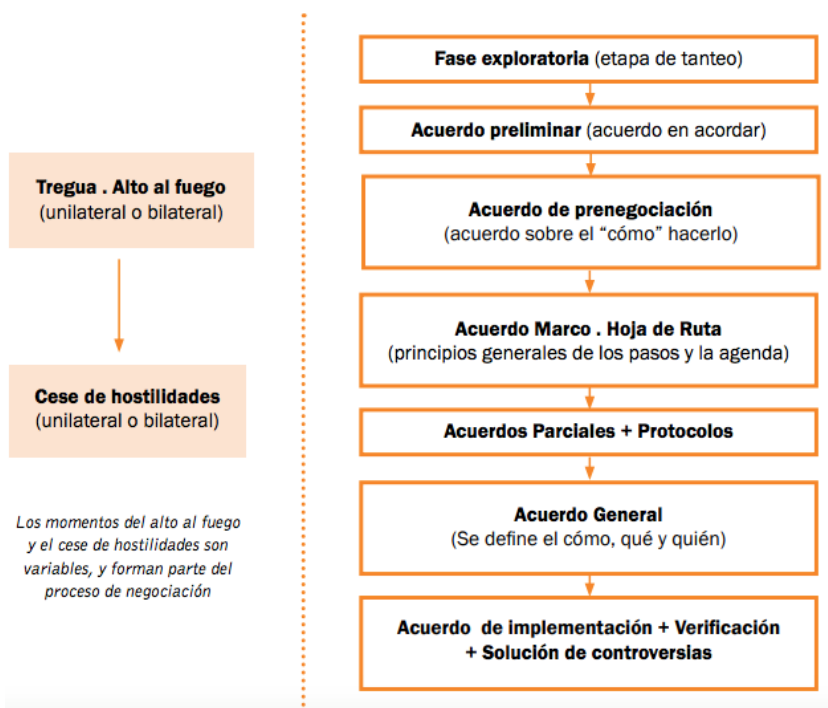 Tregua . Alto al fuego
(unilateral o bilateral)
Cese de hostilidades
(unilateral o bilateral)
Los momentos del alto al fuego
y el cese de hostilidades son
variables, y forman parte del
proceso de negociación
Fase exploratoria (etapa de tanteo)
Acuerdo preliminar (acuerdo en acordar)
Acuerdo de prenegociación
(acuerdo sobre el “cómo” hacerlo)
Acuerdo Marco . Hoja de Ruta
(principios generales de los pasos y la agenda)
Acuerdos Parciales + Protocolos
Acuerdo General
(Se define el cómo, qué y quién)
Acuerdo de implementación + Verificación
+ Solución de controversias